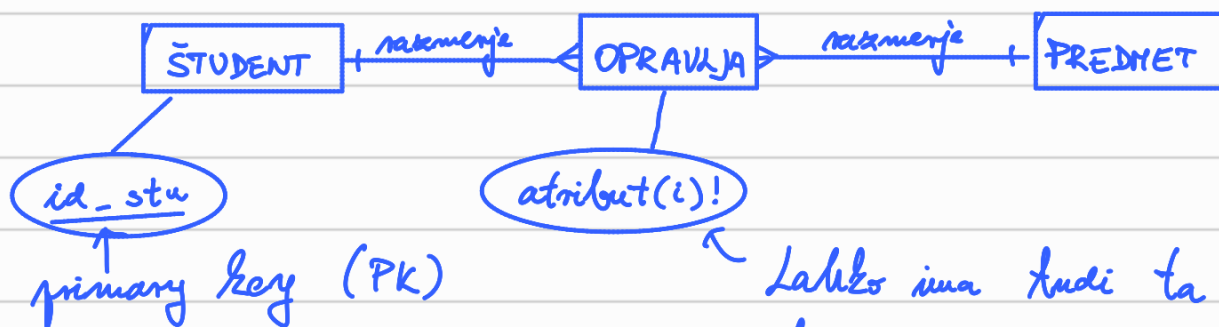 ŠTUDENT razmerje OPRAVLJA razmerje PREDMET
id_stu atribut(i)!
primary key (PK) Lahko ima tudi ta